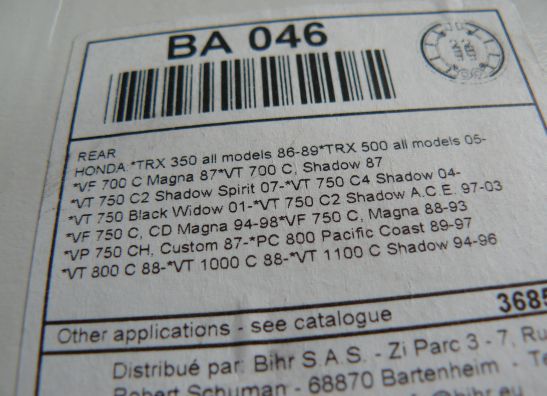 BA 046
REAR
HONDA:*TRX 350 all models 86-89*TRX 500 all models 05-
*VF 700 C Magna 87*VT 700 C, Shadow 87
*VT 750 C2 Shadow Spirit 07-*VT 750 C4 Shadow 04-
*VT 750 Black Widow 01-*VT 750 C2 Shadow A.C.E. 97-03
*VF 750 C, CD Magna 94-98*VF 750 C, Magna 88-93
*VP 750 CH, Custom 87-*PC 800 Pacific Coast 89-97
*VT 800 C 88-*VT 1000 C 88-*VT 1100 C Shadow 94-96
3685
Other applications - see catalogue
Distribué par: Bihr S.A.S. - Zi Parc 3 - 7, Ru
Robert Schuman - 68870 Bartenheim - Te
@bihr.eu